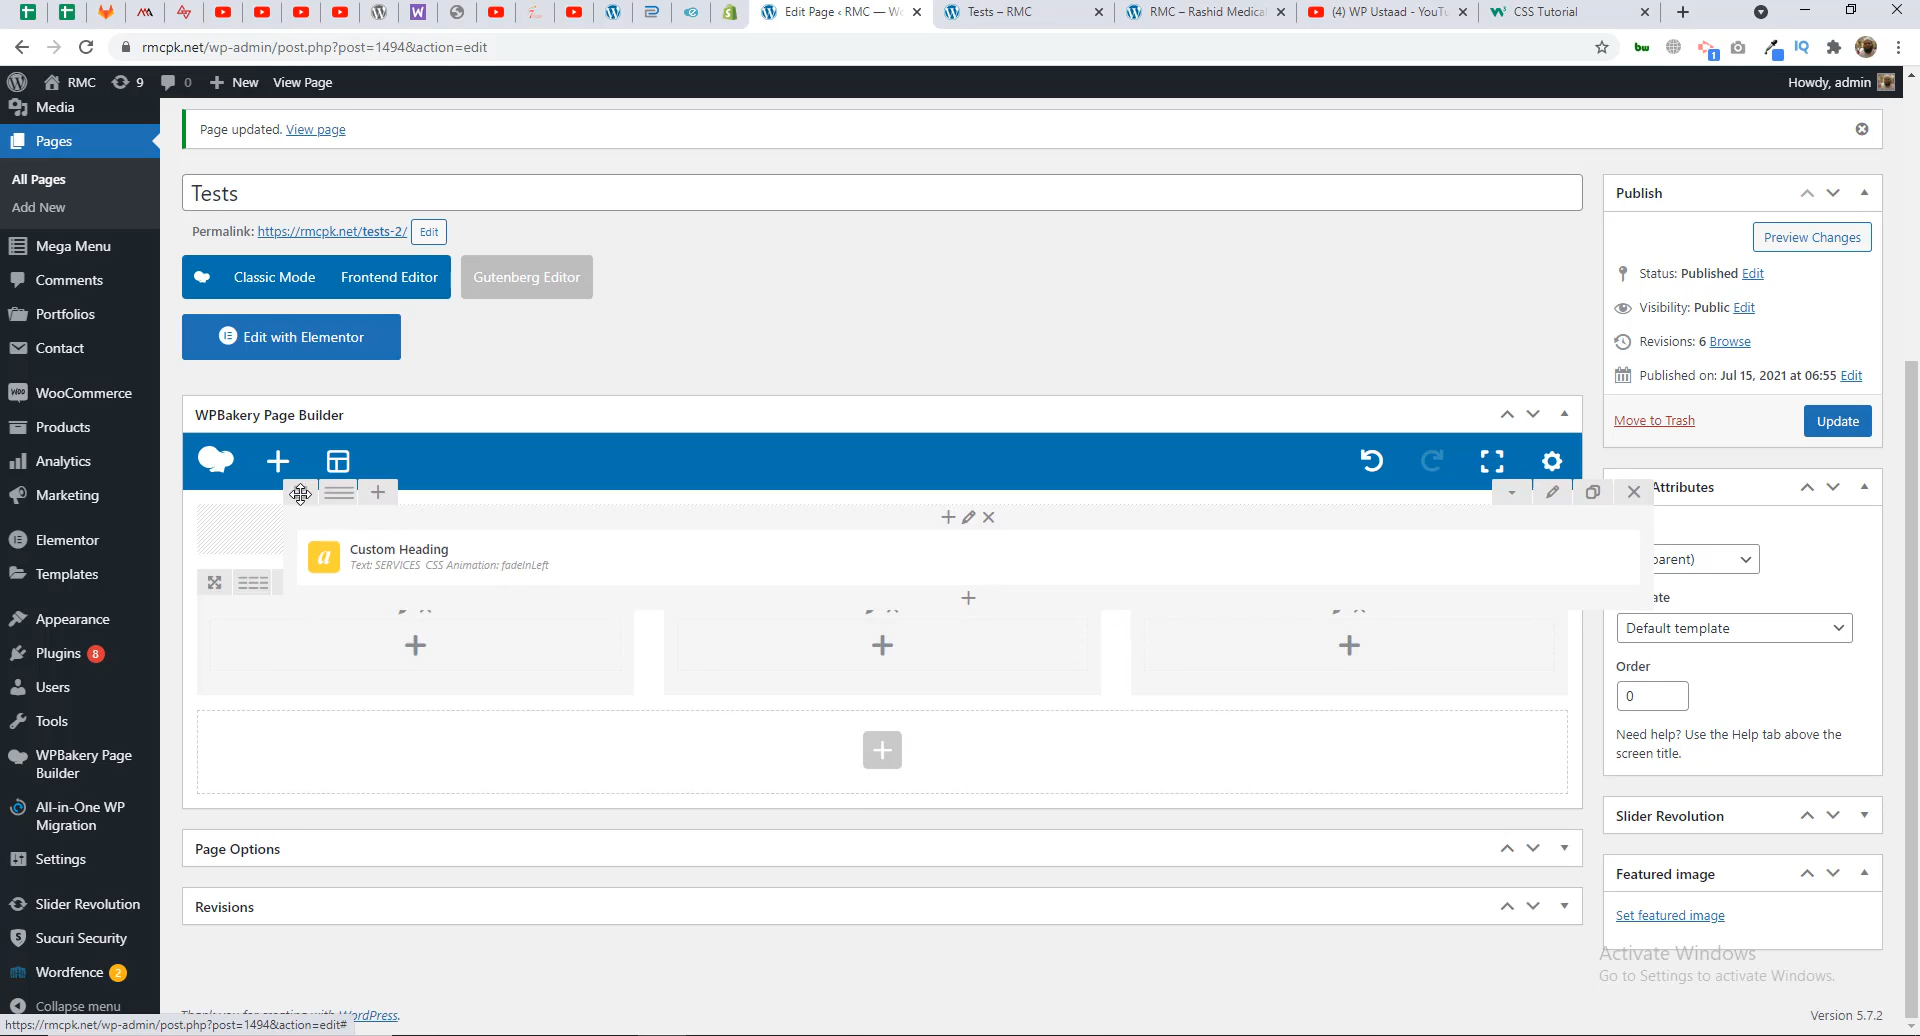 Edit Page ‹ RMC — Wo
Tests – RMC
RMC – Rashid Medical
(4) WP Ustaad - YouTu
CSS Tutorial
rmcpk.net/wp-admin/post.php?post=1494&action=edit
RMC
9
0
New
View Page
Howdy, admin
Media
Pages
All Pages
Add New
Mega Menu
Comments
Portfolios
Contact
WooCommerce
Products
Analytics
Marketing
Elementor
Templates
Appearance
Plugins 8
Users
Tools
WPBakery Page
Builder
All-in-One WP
Migration
Settings
Slider Revolution
Sucuri Security
Wordfence 2
Collapse menu
https://rmcpk.net/wp-admin/post.php?post=1494&action=edit#
Page updated. View page
Tests
Permalink: https://rmcpk.net/tests-2/ Edit
Classic Mode
Frontend Editor
Gutenberg Editor
Edit with Elementor
WPBakery Page Builder
Custom Heading
Text: SERVICES CSS Animation: fadeInLeft
Page Options
Revisions
WordPress.
Publish
Preview Changes
Status: Published Edit
Visibility: Public Edit
Revisions: 6 Browse
Published on: Jul 15, 2021 at 06:55 Edit
Move to Trash
Update
Attributes
parent)
ate
Default template
Order
0
Need help? Use the Help tab above the
screen title.
Slider Revolution
Featured image
Set featured image
Activate Windows
Go to Settings to activate Windows.
Version 5.7.2